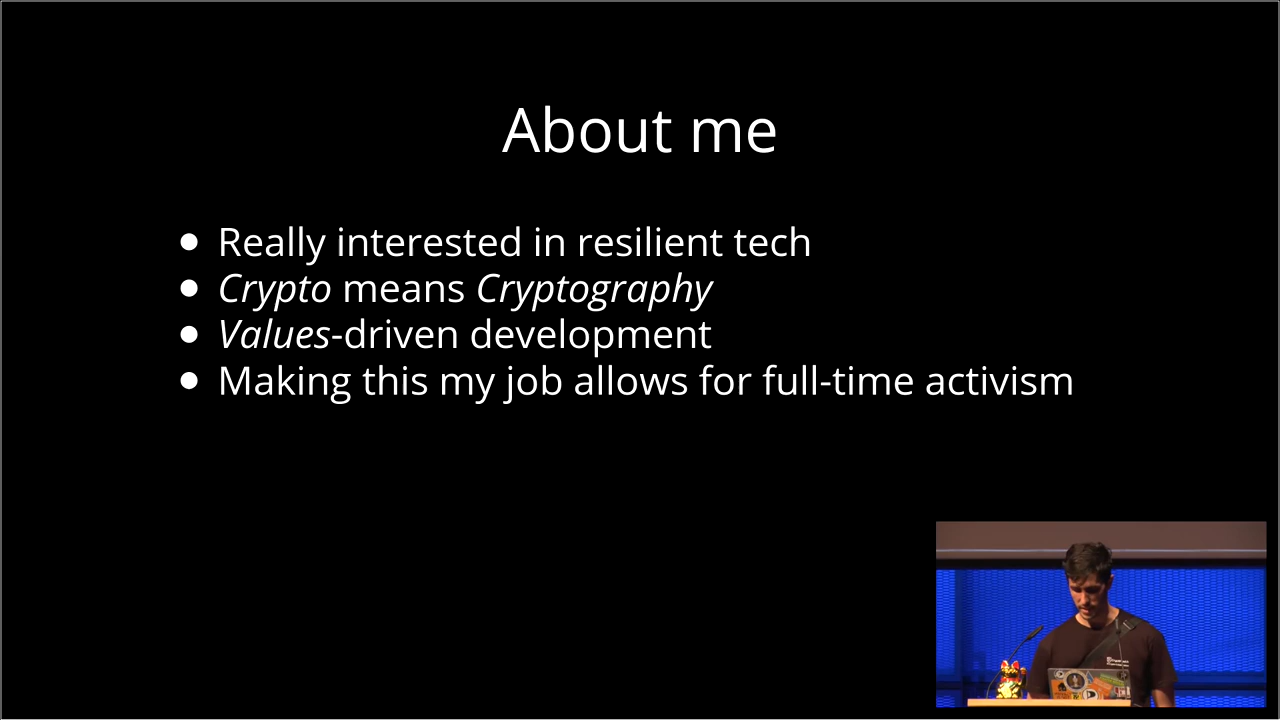 About me
Really interested in resilient tech
Crypto means Cryptography
Values-driven development
Making this my job allows for full-time activism